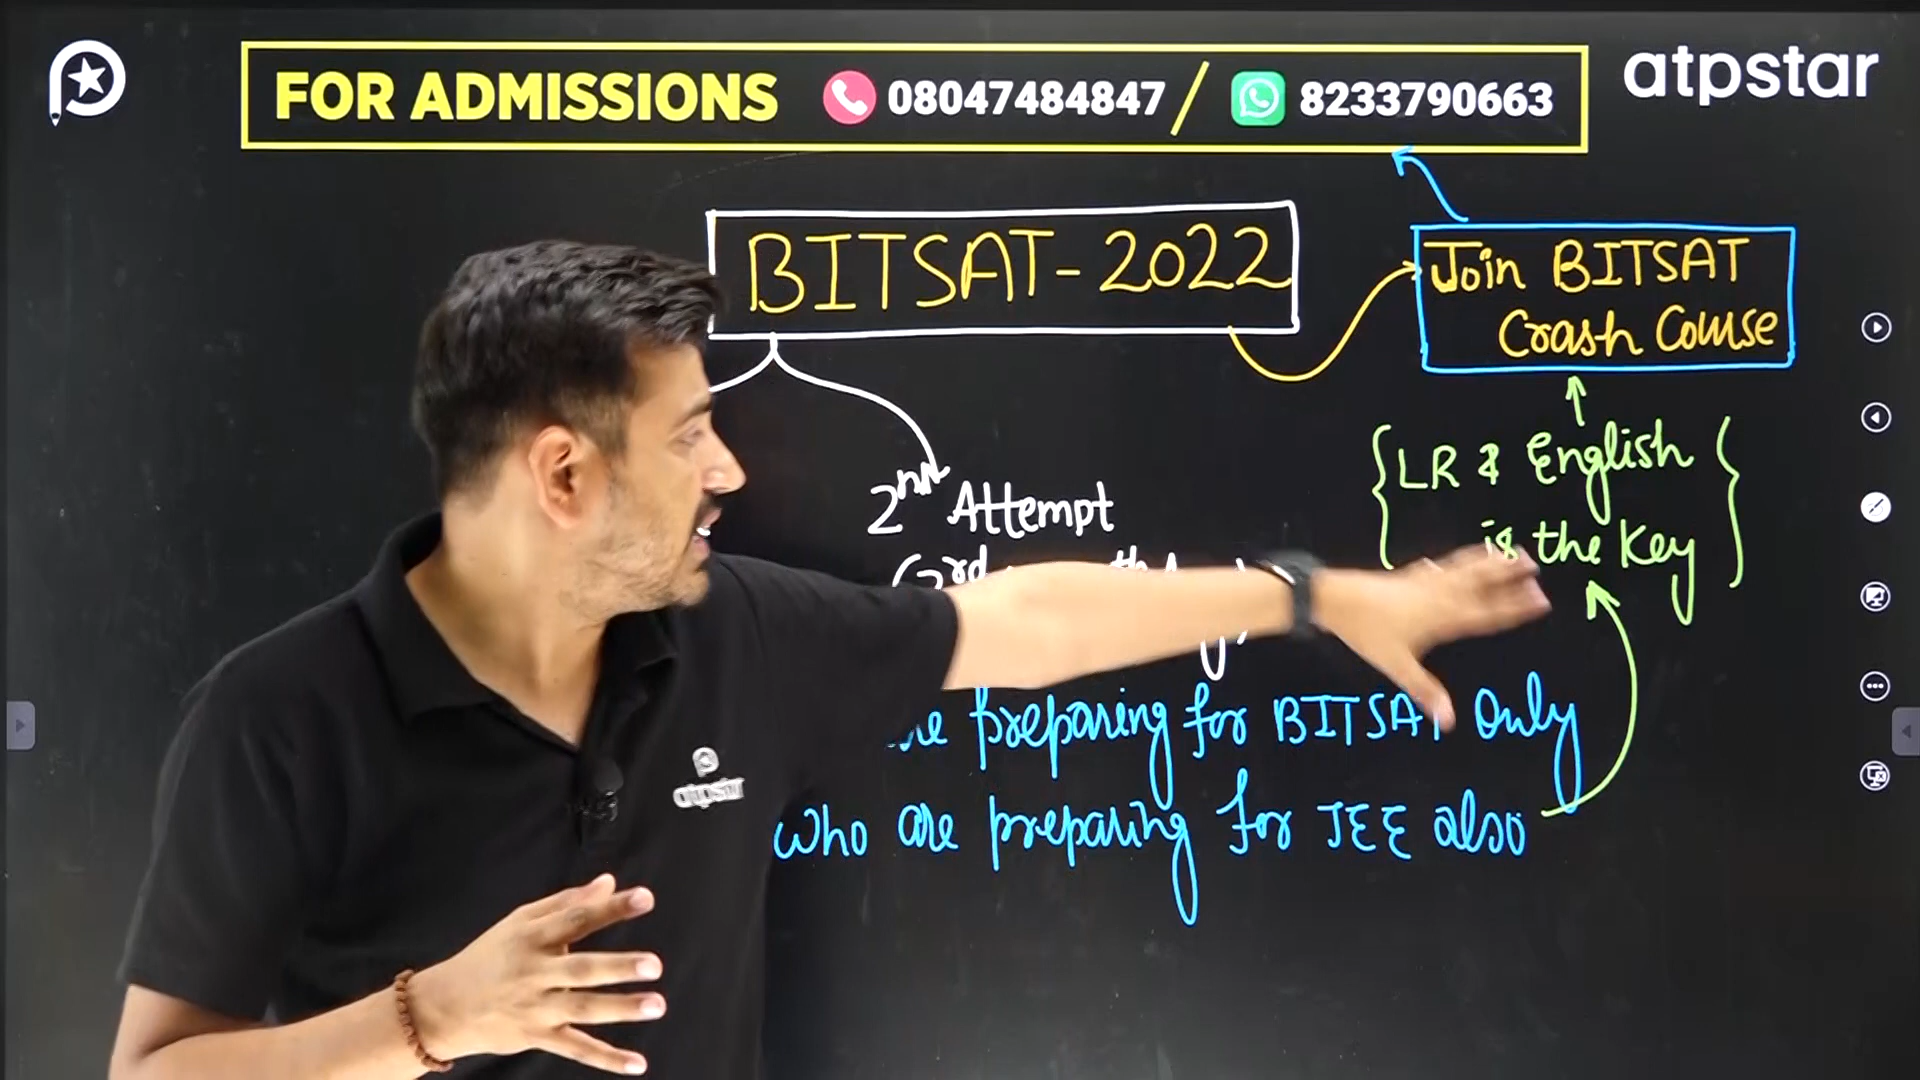 FOR ADMISSIONS 08047484847 / 8233790663
atpstar
BITSAT-2022
Join BITSAT
Crash Course
LR & English
is the Key
2nd Attempt
preparing for BITSAT Only
who are preparing for JEE also
atpstar